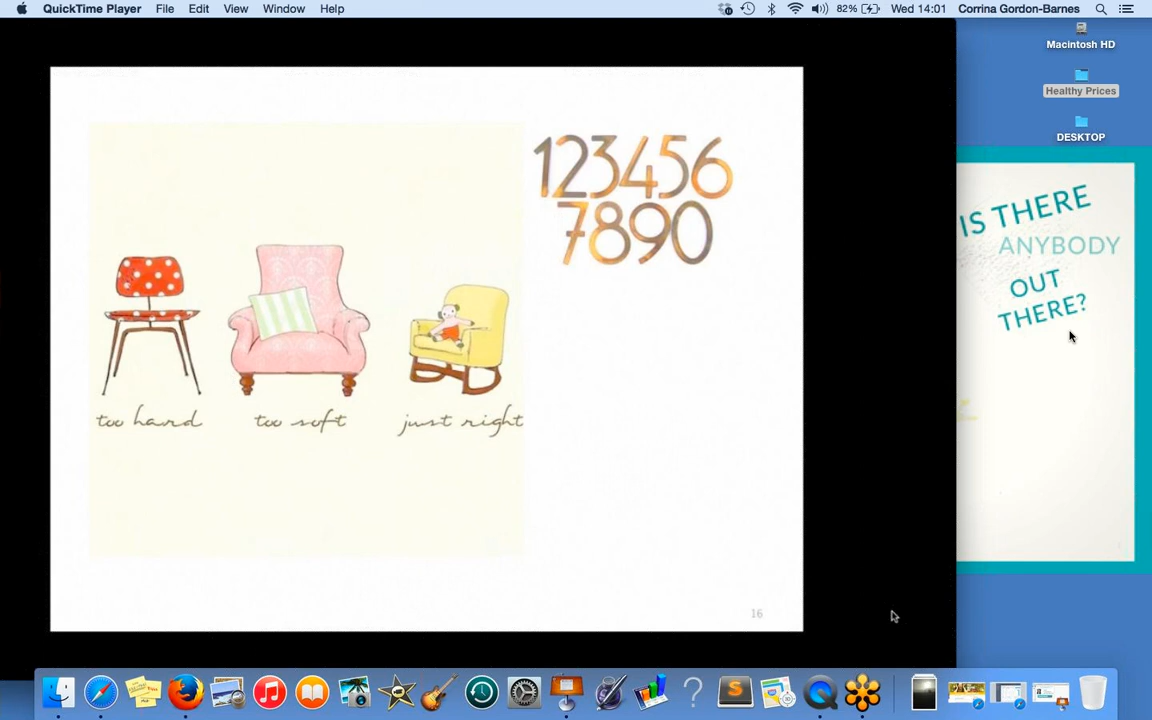 QuickTime Player File Edit View Window Help 82% Wed 14:01 Corrina Gordon-Barnes
Macintosh HD
Healthy Prices
DESKTOP
123456
7890
too hard too soft just right
16
IS THERE
ANYBODY
OUT
THERE?